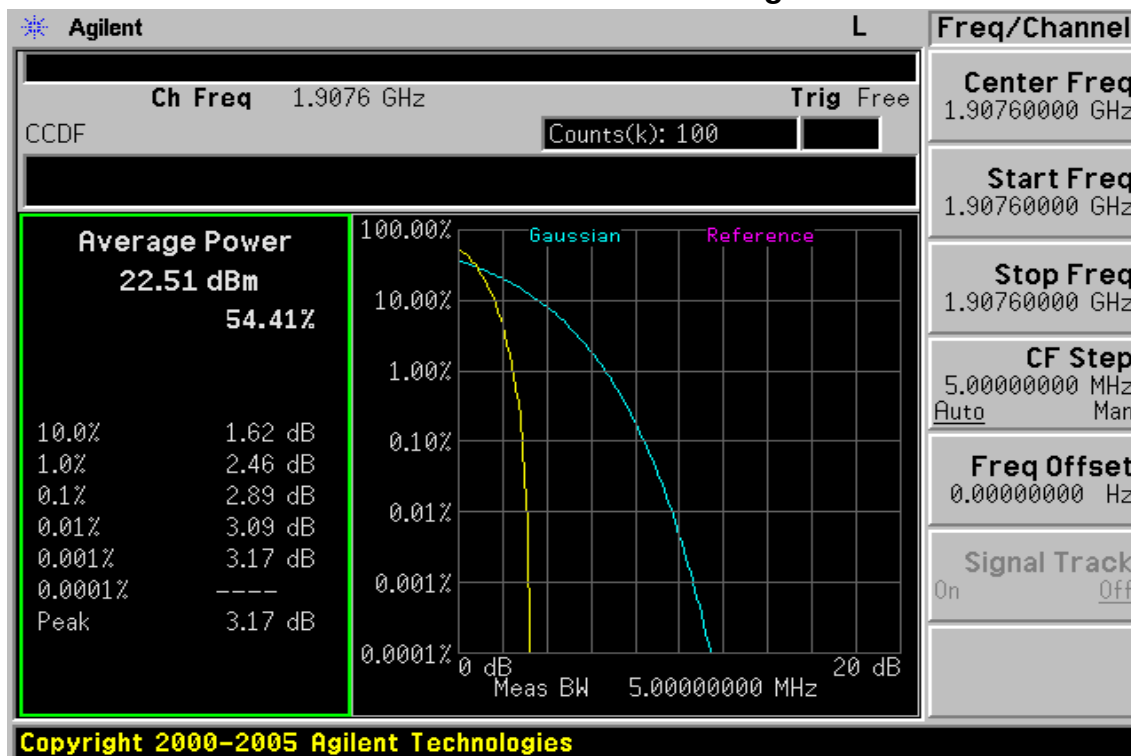 Agilent L
Ch Freq 1.9076 GHz Trig Free
CCDF Counts(k): 100
Average Power
22.51 dBm
54.41%
10.0% 1.62 dB
1.0% 2.46 dB
0.1% 2.89 dB
0.01% 3.09 dB
0.001% 3.17 dB
0.0001% ----
Peak 3.17 dB
Gaussian Reference
100.00%
10.00%
1.00%
0.10%
0.01%
0.001%
0.0001%
0 dB 20 dB
Meas BW 5.00000000 MHz
Freq/Channel
Center Freq
1.90760000 GHz
Start Freq
1.90760000 GHz
Stop Freq
1.90760000 GHz
CF Step
5.00000000 MHz
Auto Man
Freq Offset
0.00000000 Hz
Signal Track
On Off
Copyright 2000-2005 Agilent Technologies